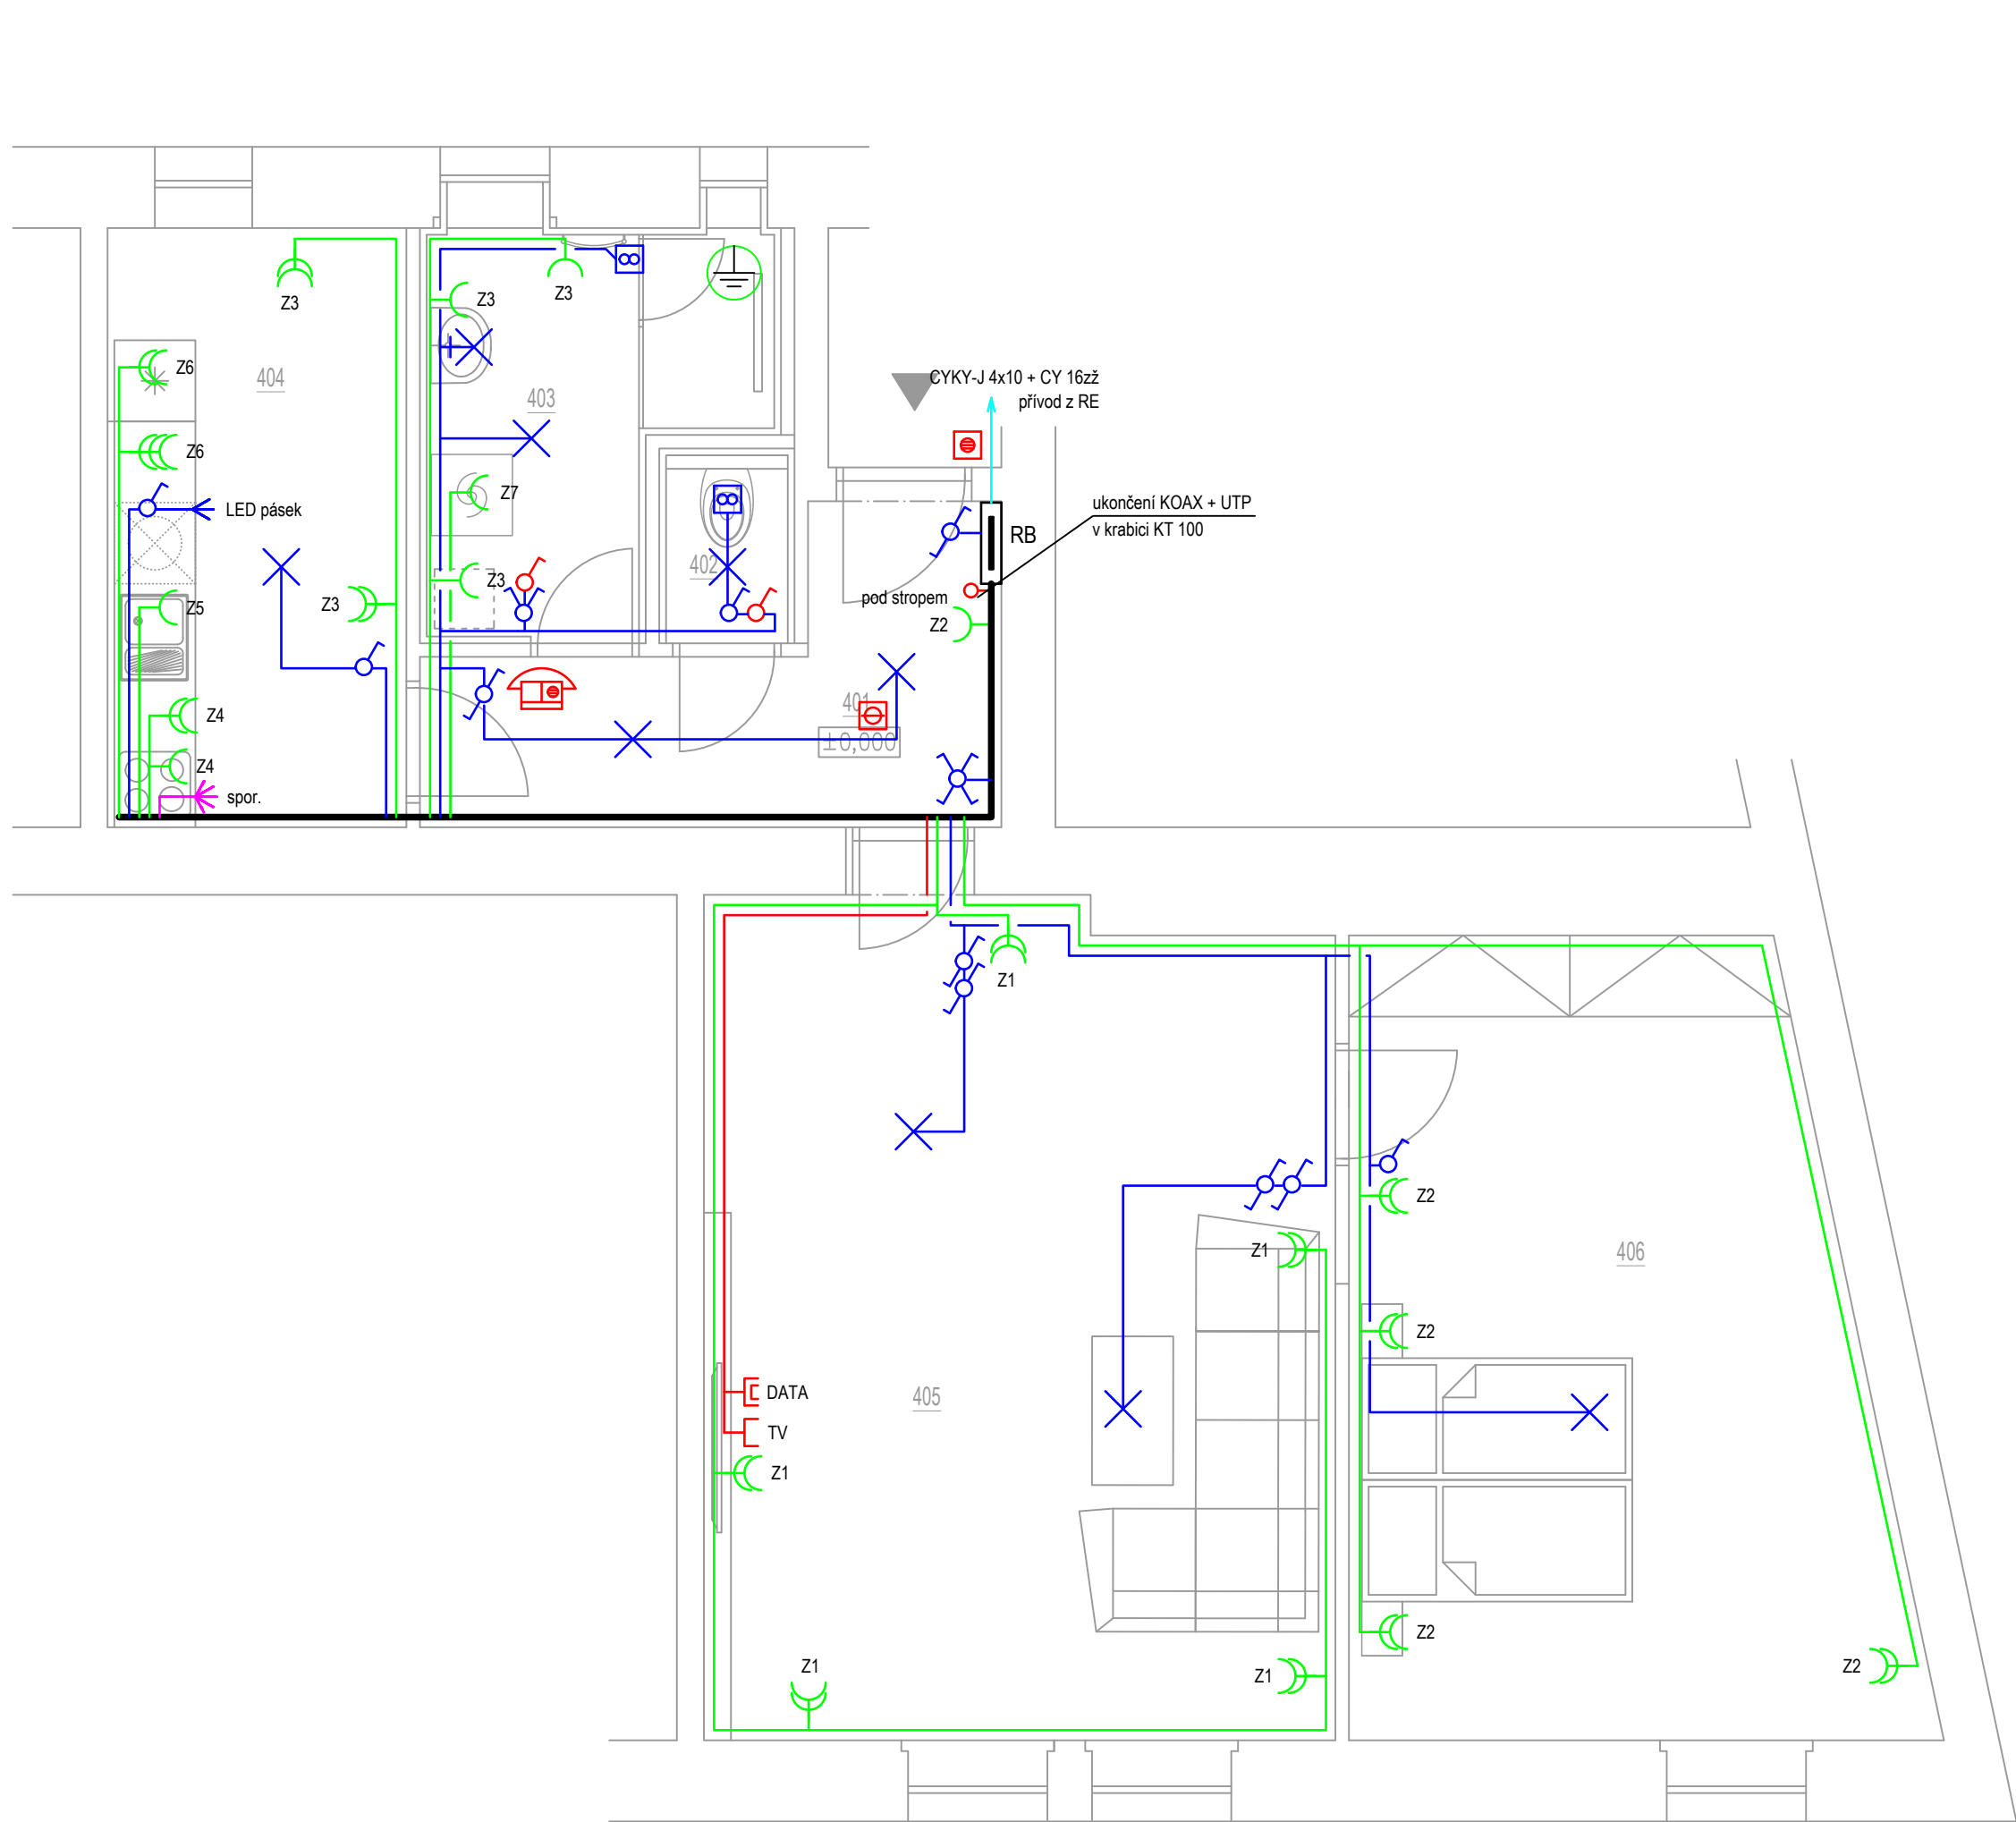 Z3
Z3
Z3
Z6
404
403
CYKY-J 4x10 + CY 16zž
přívod z RE
Z6
Z7
LED pásek
ukončení KOAX + UTP
v krabici KT 100
RB
402
Z3
Z3
Z5
pod stropem
Z2
401
Z4
±0,000
Z4
spor.
Z1
Z2
Z1
406
Z2
405
DATA
TV
Z1
Z2
Z1
Z1
Z2